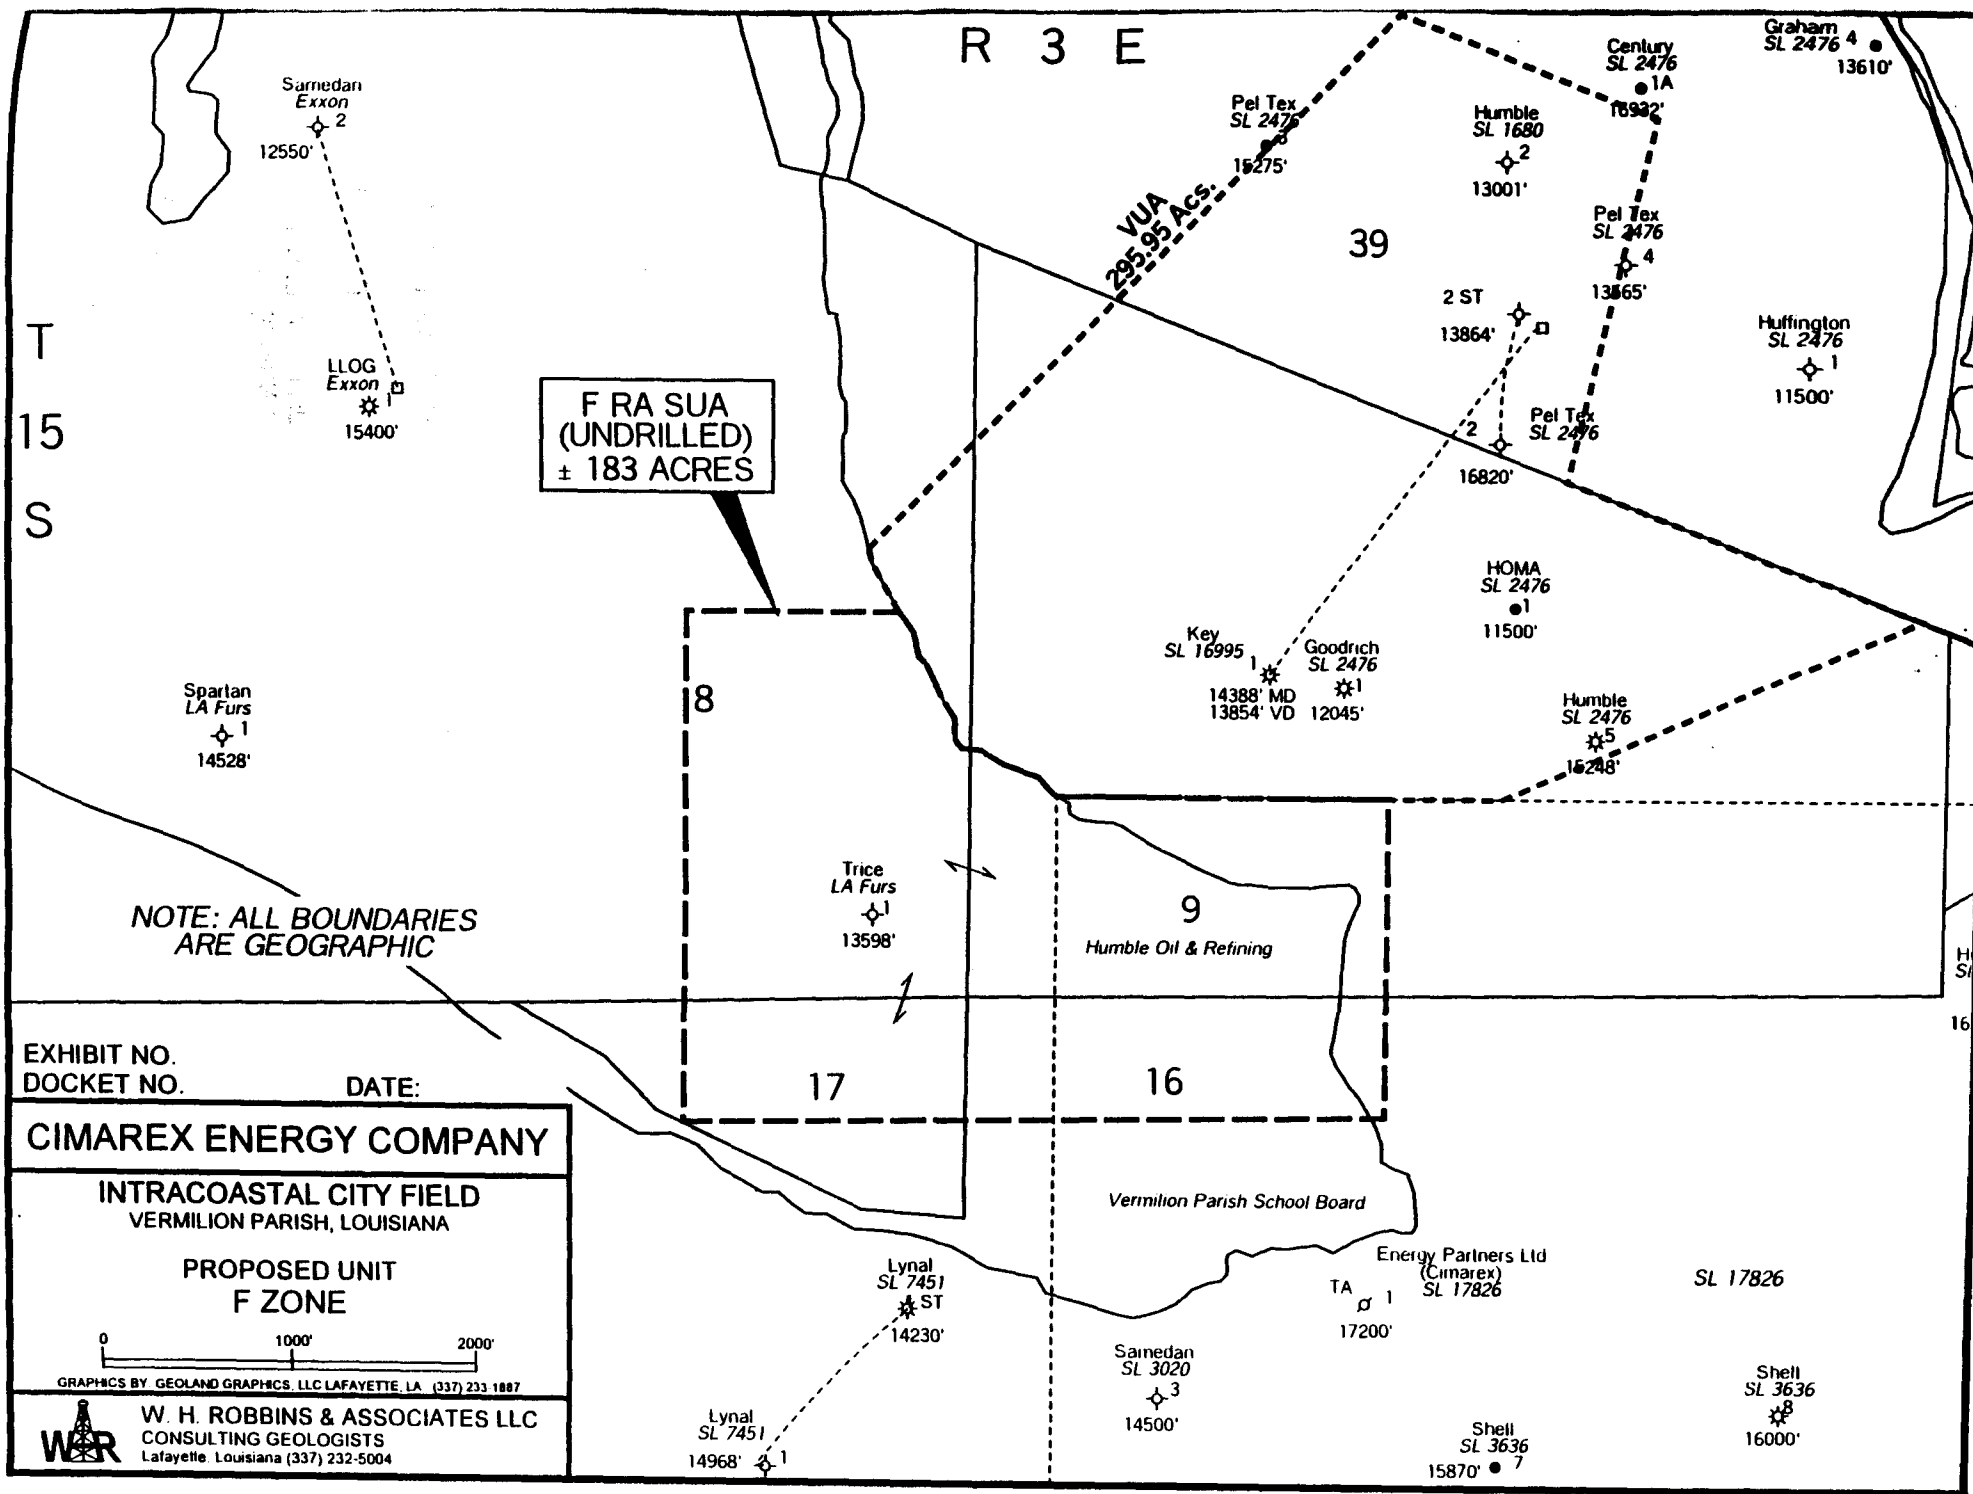 R 3 E
T
15
S
Samedan
Exxon
2
12550'
LLOG
Exxon
1
15400'
Pel Tex
SL 2476
3
15275'
VUA
295.95 Acs.
Humble
SL 1680
2
13001'
Century
SL 2476
1A
16932'
Graham
SL 2476
4
13610'
39
Pel Tex
SL 2476
4
13565'
2 ST
13864'
Huffington
SL 2476
1
11500'
Pel Tex
SL 2476
2
16820'
F RA SUA
(UNDRILLED)
± 183 ACRES
HOMA
SL 2476
1
11500'
Key
SL 16995
1
14388' MD
13854' VD
Goodrich
SL 2476
1
12045'
Humble
SL 2476
5
15248'
8
Spartan
LA Furs
1
14528'
Trice
LA Furs
1
13598'
9
Humble Oil & Refining
NOTE: ALL BOUNDARIES
ARE GEOGRAPHIC
16
17
16
Vermilion Parish School Board
Energy Partners Ltd
(Cimarex)
SL 17826
TA
1
17200'
SL 17826
Lynal
SL 7451
ST
14230'
Samedan
SL 3020
3
14500'
Shell
SL 3636
8
16000'
Lynal
SL 7451
1
14968'
Shell
SL 3636
7
15870'
EXHIBIT NO.
DOCKET NO. DATE:
CIMAREX ENERGY COMPANY
INTRACOASTAL CITY FIELD
VERMILION PARISH, LOUISIANA
PROPOSED UNIT
F ZONE
0 1000' 2000'
GRAPHICS BY GEOLAND GRAPHICS, LLC LAFAYETTE, LA (337) 233-1887
W. H. ROBBINS & ASSOCIATES LLC
CONSULTING GEOLOGISTS
Lafayette, Louisiana (337) 232-5004
WR